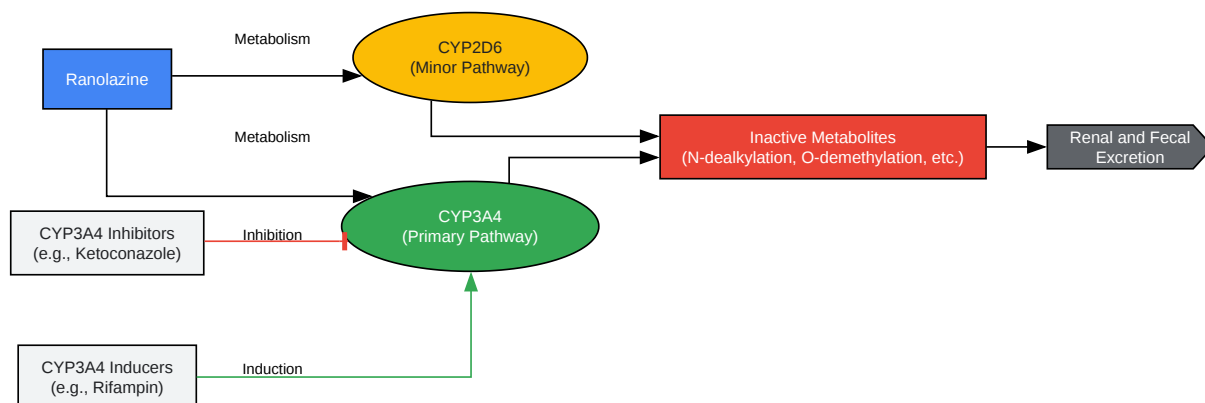 Metabolism
CYP2D6
(Minor Pathway)
Ranolazine
Metabolism
Inactive Metabolites
(N-dealkylation, O-demethylation, etc.)
Renal and Fecal
Excretion
CYP3A4
(Primary Pathway)
CYP3A4 Inhibitors
(e.g., Ketoconazole)
Inhibition
CYP3A4 Inducers
(e.g., Rifampin)
Induction